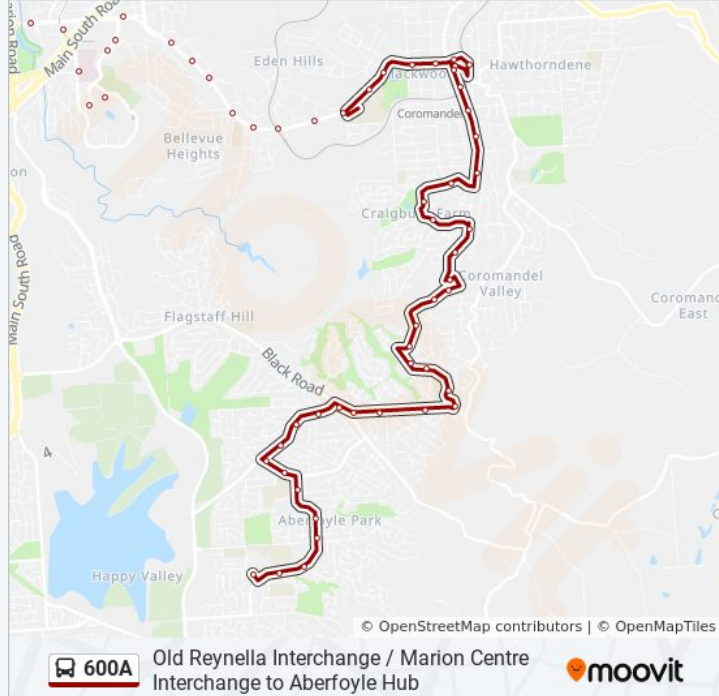 Main South Road
Eden Hills
Hawthorndene
Blackwood
Coromandel
Bellevue
Heights
on
Craigburn Farm
Main South Road
Coromandel
Valley
Flagstaff Hill
East
Black Road
4
Aberfoyle Park
Happy Valley
© OpenStreetMap contributors | © OpenMapTiles
600A
Old Reynella Interchange / Marion Centre
Interchange to Aberfoyle Hub
moovit